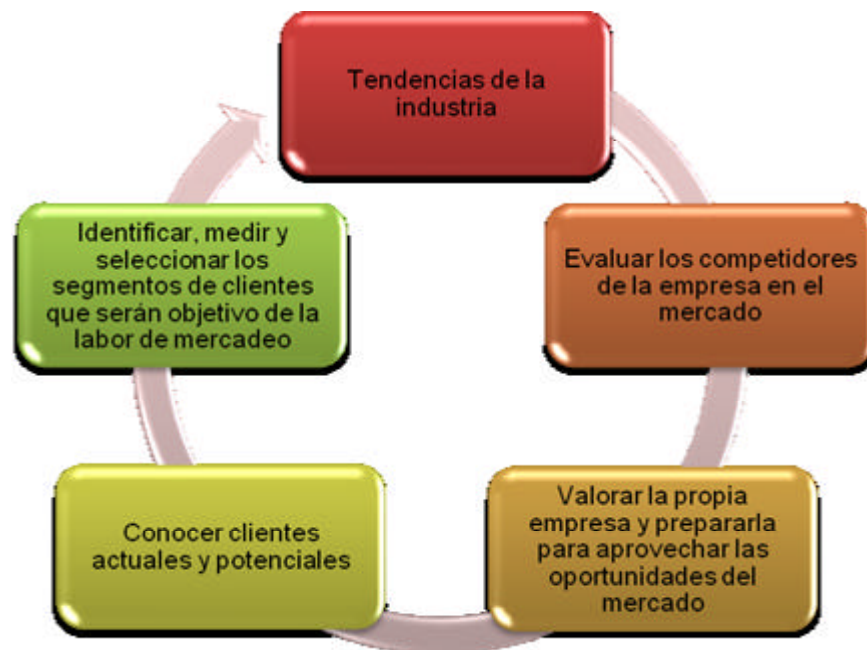 Tendencias de la
industria
Evaluar los competidores
de la empresa en el
mercado
Valorar la propia
empresa y prepararla
para aprovechar las
oportunidades del
mercado
Conocer clientes
actuales y potenciales
Identificar, medir y
seleccionar los
segmentos de clientes
que serán objetivo de la
labor de mercadeo